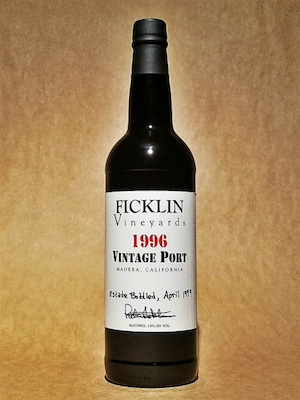 FICKLIN
Vineyards
1996
VINTAGE PORT
MADERA, CALIFORNIA
Estate Bottled, April 1999
ALCOHOL 19% BY VOL.